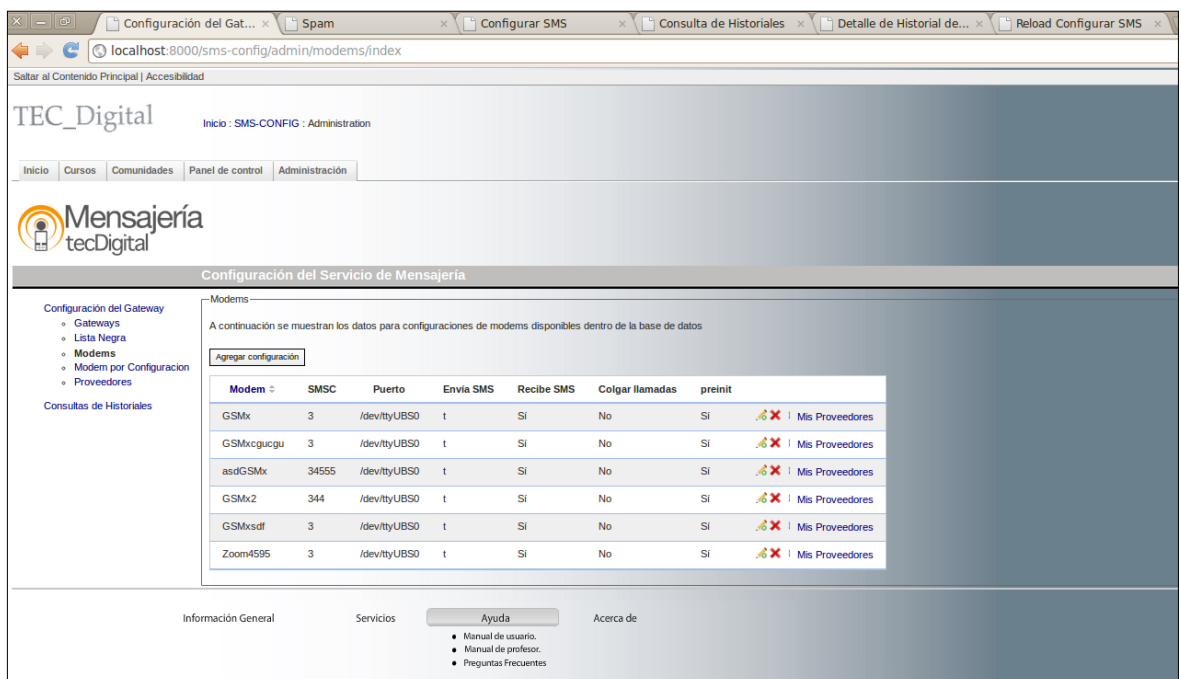 Configuración del Gat...
Spam
Configurar SMS
Consulta de Historiales
Detalle de Historial de...
Reload Configurar SMS
localhost:8000/sms-config/admin/modems/index
Saltar al Contenido Principal | Accesibilidad
TEC_Digital
Inicio : SMS-CONFIG : Administration
Inicio Cursos Comunidades Panel de control Administración
Mensajería
tecDigital
Configuración del Servicio de Mensajería
Configuración del Gateway
Gateways
Lista Negra
Modems
Modem por Configuracion
Proveedores
Consultas de Historiales
Modems
A continuación se muestran los datos para configuraciones de modems disponibles dentro de la base de datos
Agregar configuración
Modem SMSC Puerto Envía SMS Recibe SMS Colgar llamadas preinit
GSMx 3 /dev/ttyUBS0 t Sí No Sí Mis Proveedores
GSMxcgucgu 3 /dev/ttyUBS0 t Sí No Sí Mis Proveedores
asdGSMx 34555 /dev/ttyUBS0 t Sí No Sí Mis Proveedores
GSMx2 344 /dev/ttyUBS0 t Sí No Sí Mis Proveedores
GSMxsdf 3 /dev/ttyUBS0 t Sí No Sí Mis Proveedores
Zoom4595 3 /dev/ttyUBS0 t Sí No Sí Mis Proveedores
Información General Servicios Ayuda Acerca de
Manual de usuario.
Manual de profesor.
Preguntas Frecuentes